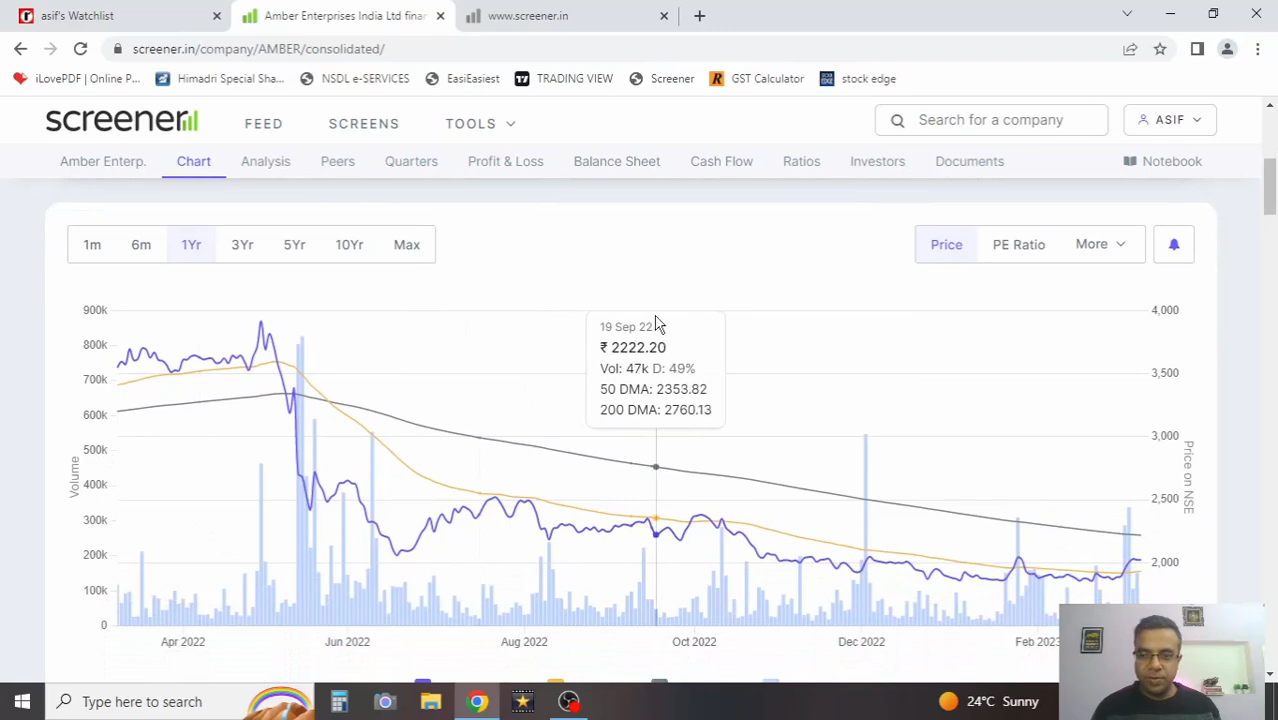 asif's Watchlist
Amber Enterprises India Ltd finar
www.screener.in
screener.in/company/AMBER/consolidated/
iLovePDF | Online P...
Himadri Special Sha...
NSDL e-SERVICES
EasiEasiest
TRADING VIEW
Screener
GST Calculator
stock edge
screener
FEED
SCREENS
TOOLS
Search for a company
ASIF
Amber Enterp.
Chart
Analysis
Peers
Quarters
Profit & Loss
Balance Sheet
Cash Flow
Ratios
Investors
Documents
Notebook
1m
6m
1Yr
3Yr
5Yr
10Yr
Max
Price
PE Ratio
More
900k
800k
700k
600k
500k
400k
300k
200k
100k
0
Volume
19 Sep 22
₹ 2222.20
Vol: 47k D: 49%
50 DMA: 2353.82
200 DMA: 2760.13
4,000
3,500
3,000
2,500
2,000
Price on NSE
Apr 2022
Jun 2022
Aug 2022
Oct 2022
Dec 2022
Feb 2023
Type here to search
24°C Sunny